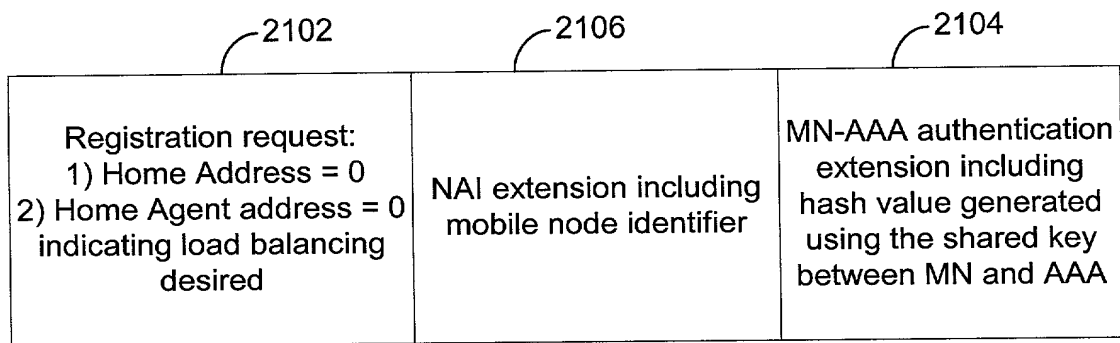 2102
2106
2104
Registration request:
1) Home Address = 0
2) Home Agent address = 0
indicating load balancing
desired
NAI extension including
mobile node identifier
MN-AAA authentication
extension including
hash value generated
using the shared key
between MN and AAA